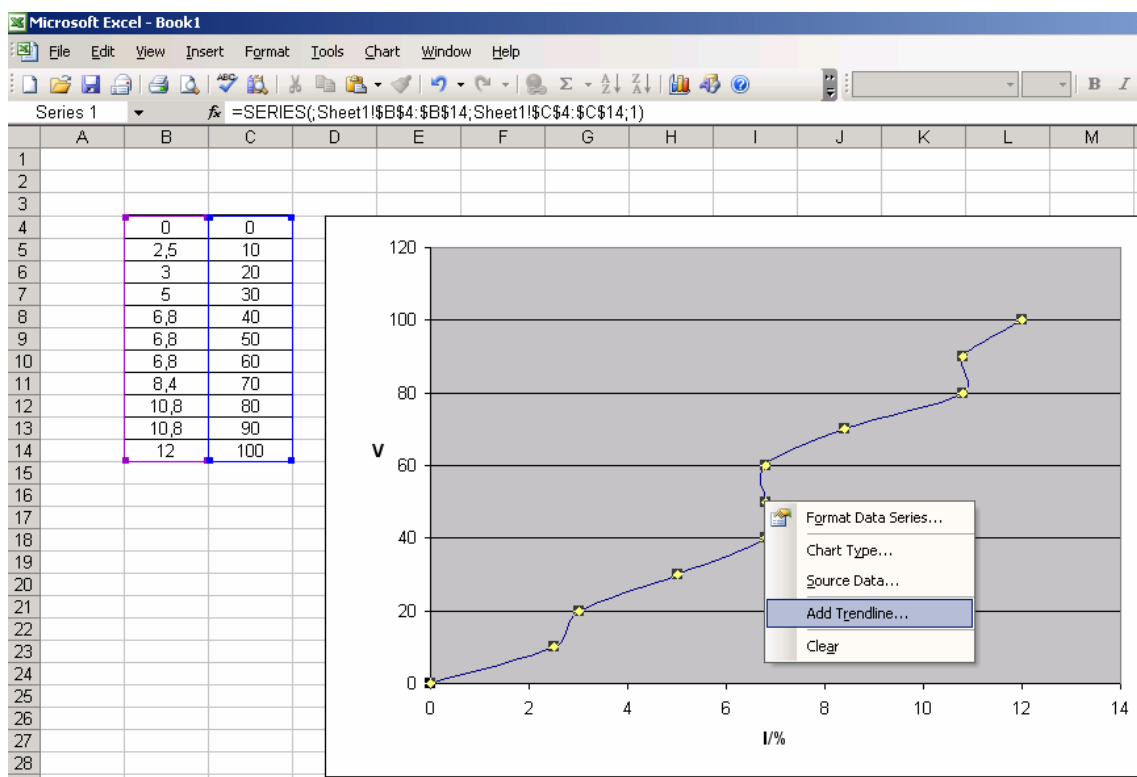 Microsoft Excel - Book1
File Edit View Insert Format Tools Chart Window Help
ABC Σ A Z Z A ? B I
Series 1 fx =SERIES(;Sheet1!$B$4:$B$14;Sheet1!$C$4:$C$14;1)
A B C D E F G H I J K L M
1
2
3
4 0 0
5 2,5 10
6 3 20
7 5 30
8 6,8 40
9 6,8 50
10 6,8 60
11 8,4 70
12 10,8 80
13 10,8 90
14 12 100
15
16
17
18
19
20
21
22
23
24
25
26
27
28
120
100
80
V
60
40
20
0
0 2 4 6 8 10 12 14
I/%
Format Data Series...
Chart Type...
Source Data...
Add Trendline...
Clear